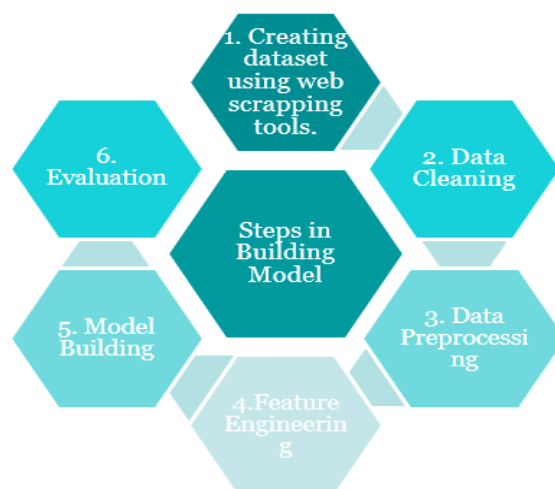 1. Creating
dataset
using web
scrapping
tools.
2. Data
Cleaning
3. Data
Preprocessi
ng
4.Feature
Engineerin
g
5. Model
Building
6.
Evaluation
Steps in
Building
Model